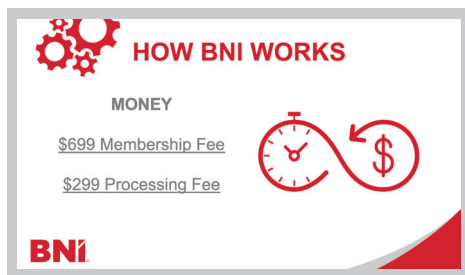 HOW BNI WORKS
MONEY
$699 Membership Fee
$299 Processing Fee
$
BNI